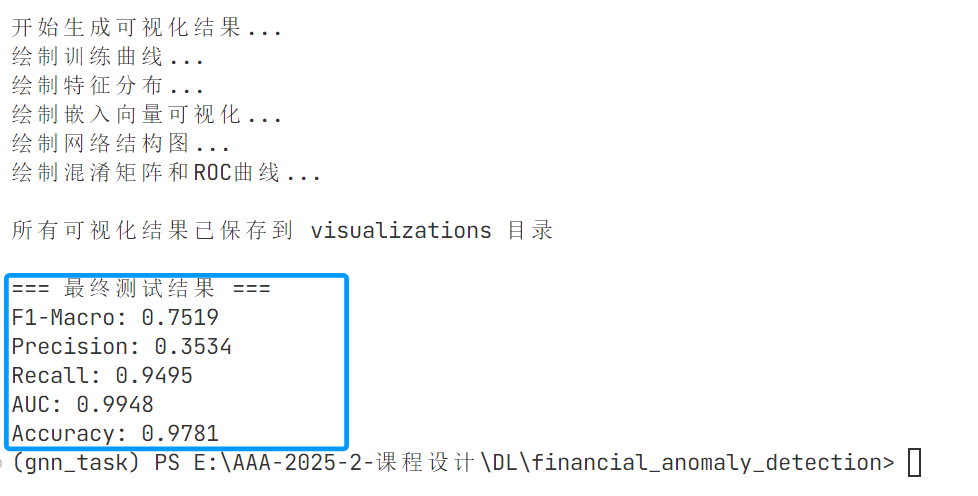 开始生成可视化结果...
绘制训练曲线...
绘制特征分布...
绘制嵌入向量可视化...
绘制网络结构图...
绘制混淆矩阵和ROC曲线...
所有可视化结果已保存到 visualizations 目录
=== 最终测试结果 ===
F1-Macro: 0.7519
Precision: 0.3534
Recall: 0.9495
AUC: 0.9948
Accuracy: 0.9781
(gnn_task) PS E:\AAA-2025-2-课程设计\DL\financial_anomaly_detection>